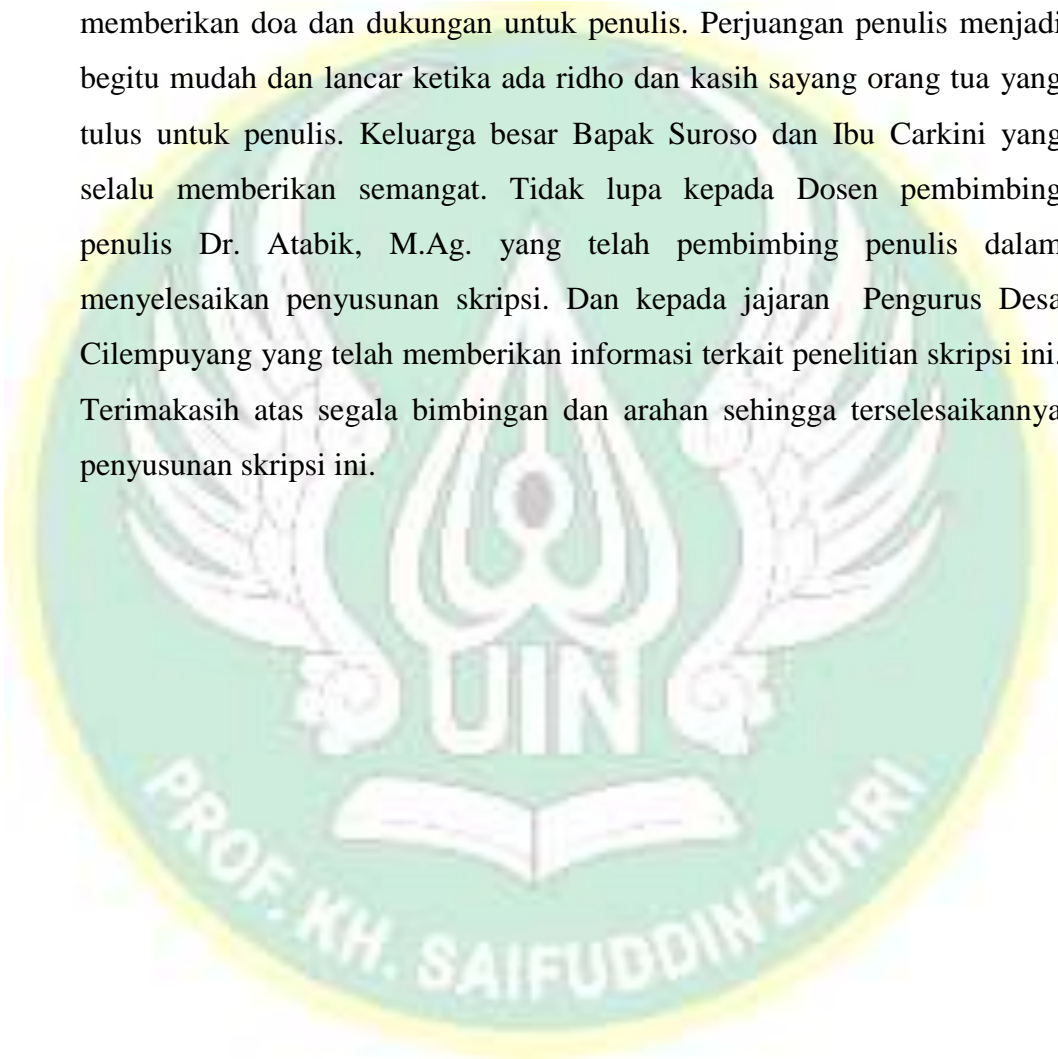 memberikan doa dan dukungan untuk penulis. Perjuangan penulis menjadi
begitu mudah dan lancar ketika ada ridho dan kasih sayang orang tua yang
tulus untuk penulis. Keluarga besar Bapak Suroso dan Ibu Carkini yang
selalu memberikan semangat. Tidak lupa kepada Dosen pembimbing
penulis Dr. Atabik, M.Ag. yang telah pembimbing penulis dalam
menyelesaikan penyusunan skripsi. Dan kepada jajaran Pengurus Desa
Cilempuyang yang telah memberikan informasi terkait penelitian skripsi ini.
Terimakasih atas segala bimbingan dan arahan sehingga terselesaikannya
penyusunan skripsi ini.
UIN
PROF. KH. SAIFUDDIN ZUHRI